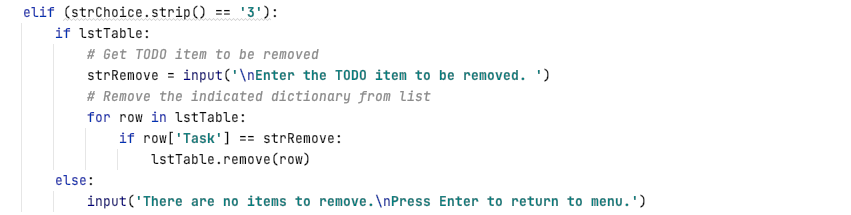 elif (strChoice.strip() == '3'):
    if lstTable:
        # Get TODO item to be removed
        strRemove = input('\nEnter the TODO item to be removed. ')
        # Remove the indicated dictionary from list
        for row in lstTable:
            if row['Task'] == strRemove:
                lstTable.remove(row)
    else:
        input('There are no items to remove.\nPress Enter to return to menu.')